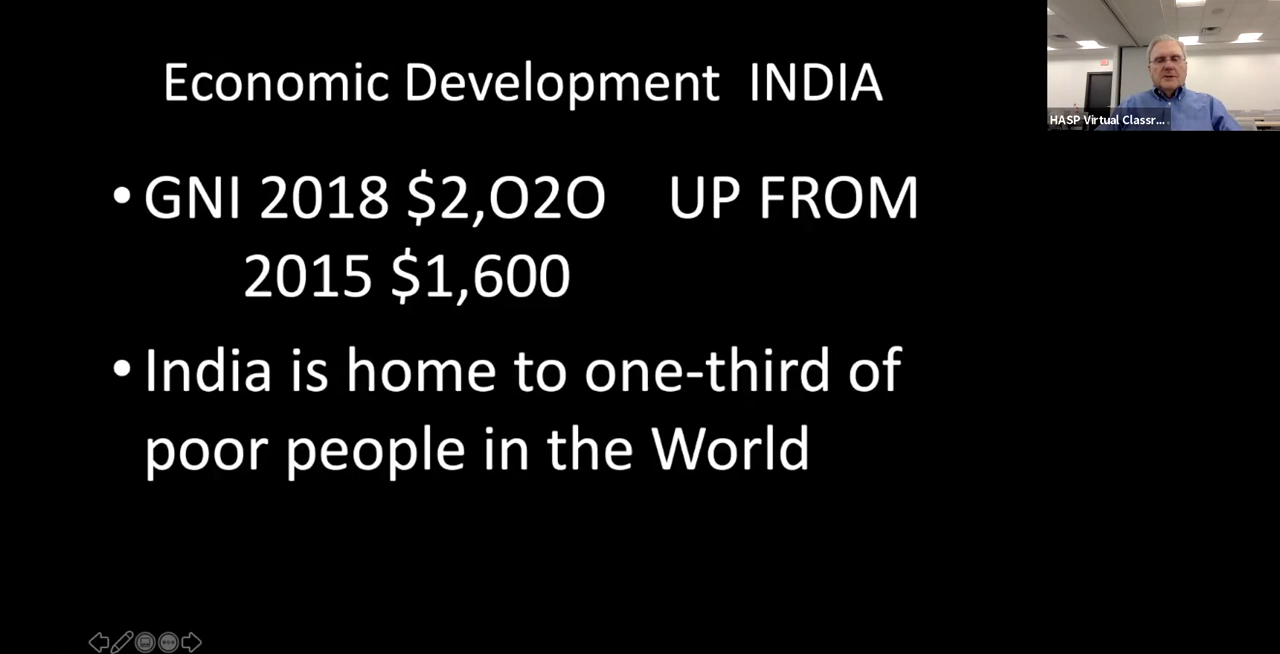 Economic Development INDIA
HASP Virtual Classr...
• GNI 2018 $2,O2O UP FROM
2015 $1,600
• India is home to one-third of
poor people in the World